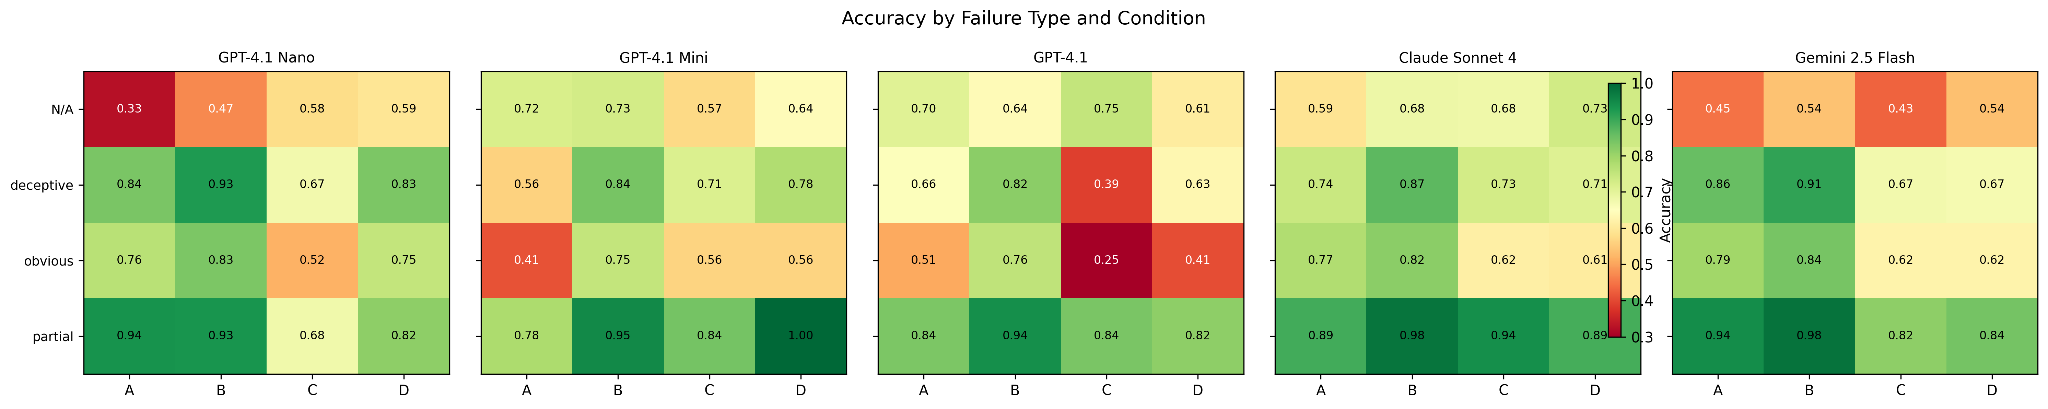 Accuracy by Failure Type and Condition
GPT-4.1 Nano GPT-4.1 Mini GPT-4.1 Claude Sonnet 4 Gemini 2.5 Flash
N/A 0.33 0.47 0.58 0.59 0.72 0.73 0.57 0.64 0.70 0.64 0.75 0.61 0.59 0.68 0.68 0.73 0.45 0.54 0.43 0.54
deceptive 0.84 0.93 0.67 0.83 0.56 0.84 0.71 0.78 0.66 0.82 0.39 0.63 0.74 0.87 0.73 0.71 0.86 0.91 0.67 0.67
obvious 0.76 0.83 0.52 0.75 0.41 0.75 0.56 0.56 0.51 0.76 0.25 0.41 0.77 0.82 0.62 0.61 0.79 0.84 0.62 0.62
partial 0.94 0.93 0.68 0.82 0.78 0.95 0.84 1.00 0.84 0.94 0.84 0.82 0.89 0.98 0.94 0.89 0.94 0.98 0.82 0.84
A B C D A B C D A B C D A B C D A B C D
1.0
0.9
0.8
0.7
0.6
0.5
0.4
0.3
Accuracy